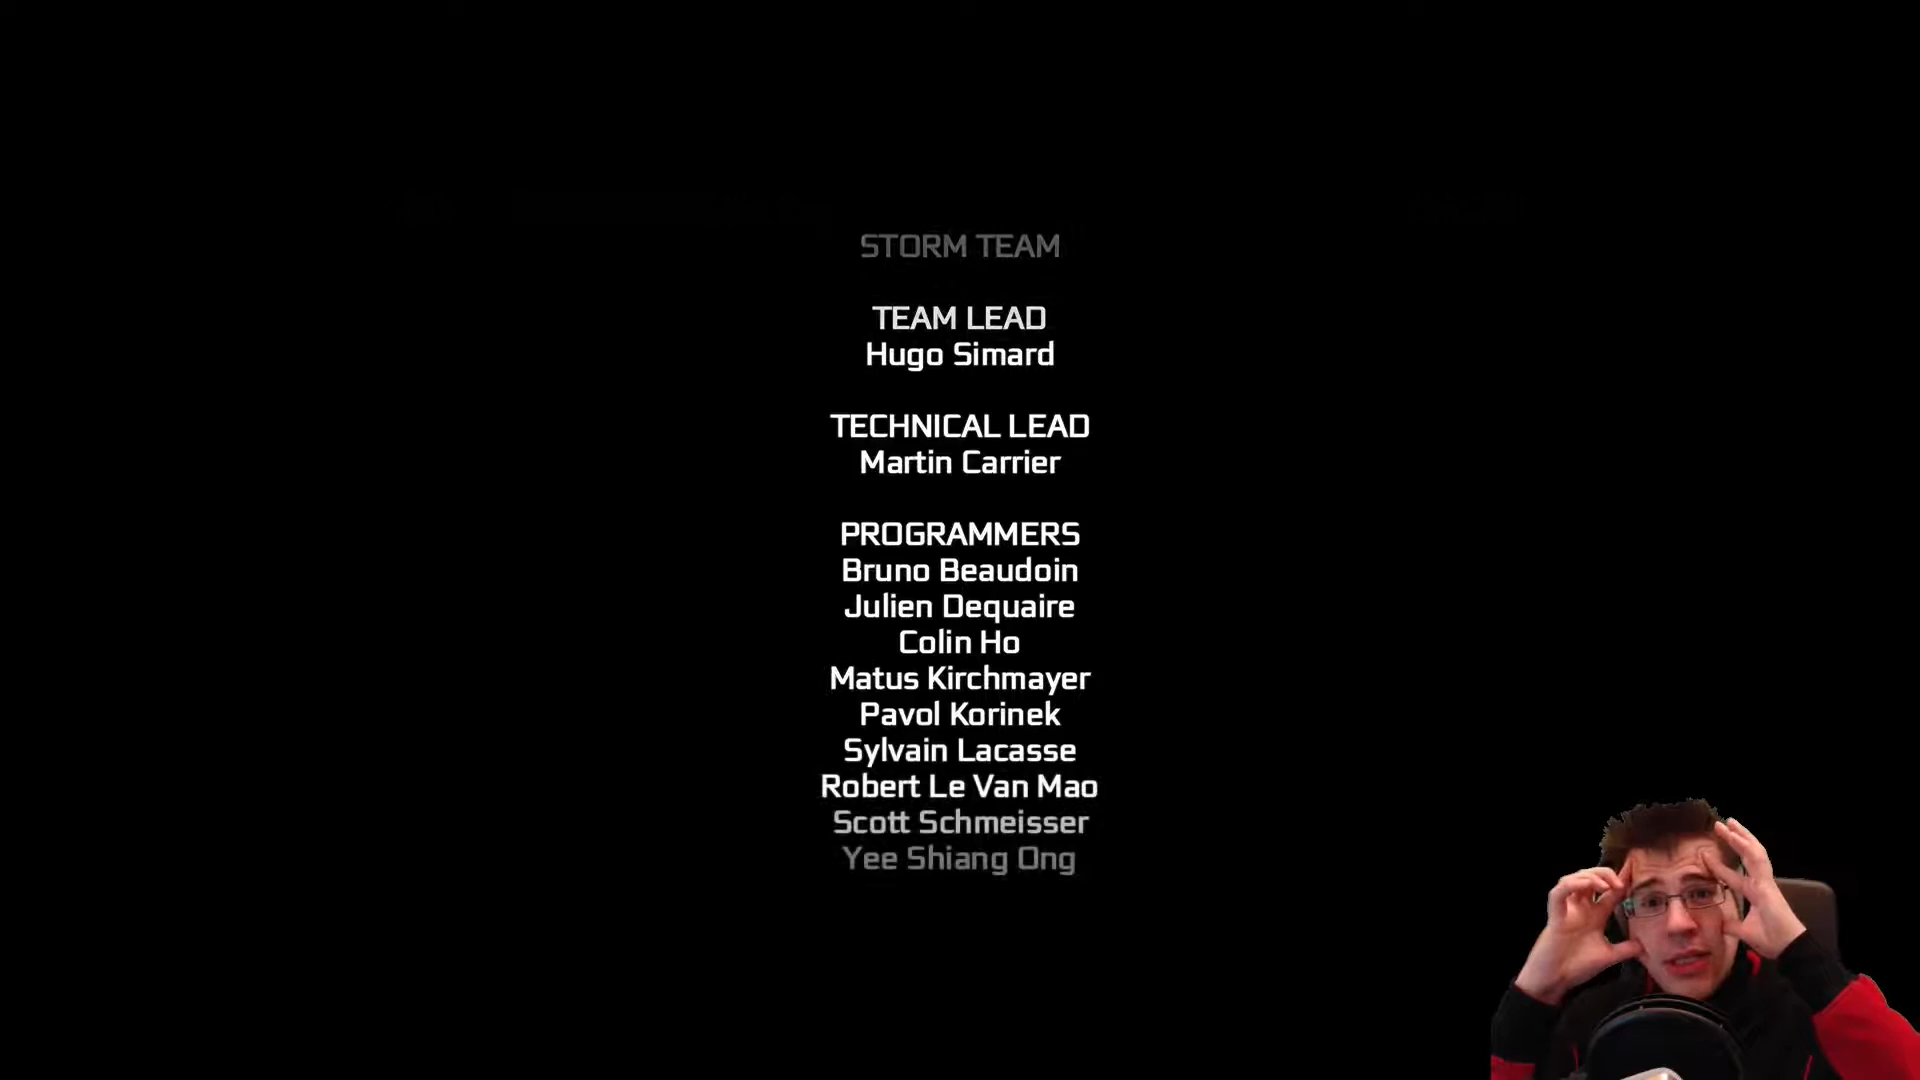 STORM TEAM
TEAM LEAD
Hugo Simard
TECHNICAL LEAD
Martin Carrier
PROGRAMMERS
Bruno Beaudoin
Julien Dequaire
Colin Ho
Matus Kirchmayer
Pavol Korinek
Sylvain Lacasse
Robert Le Van Mao
Scott Schmeisser
Yee Shiang Ong